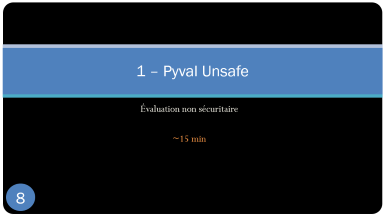 1 – Pyval Unsafe
Évaluation non sécuritaire
~15 min
8